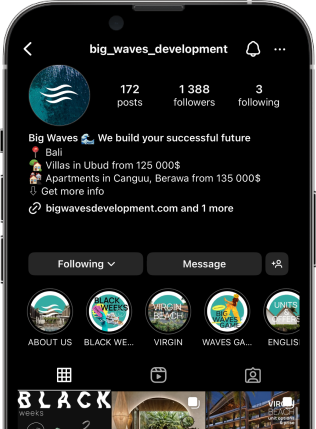 big_waves_development
172 1 388 3
posts followers following
Big Waves 🌊 We build your successful future
📍 Bali
🏡 Villas in Ubud from 125 000$
🏡 Apartments in Canguu, Berawa from 135 000$
⇩ Get more info
bigwavesdevelopment.com and 1 more
Following Message
BLACK WEEKS VIRGIN BEACH BIG WAVES GAME UNITS
ABOUT US BLACK WE... VIRGIN WAVES GA... ENGLIS
BLACK
weeks
VIRGIN
BEACH
unit options